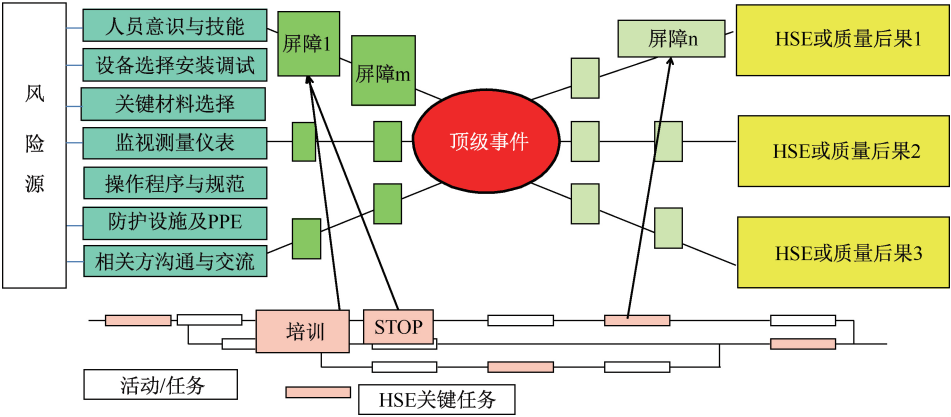 风险源
人员意识与技能
设备选择安装调试
关键材料选择
监视测量仪表
操作程序与规范
防护设施及PPE
相关方沟通与交流
屏障1
屏障m
顶级事件
屏障n
HSE或质量后果1
HSE或质量后果2
HSE或质量后果3
培训
STOP
活动/任务
HSE关键任务